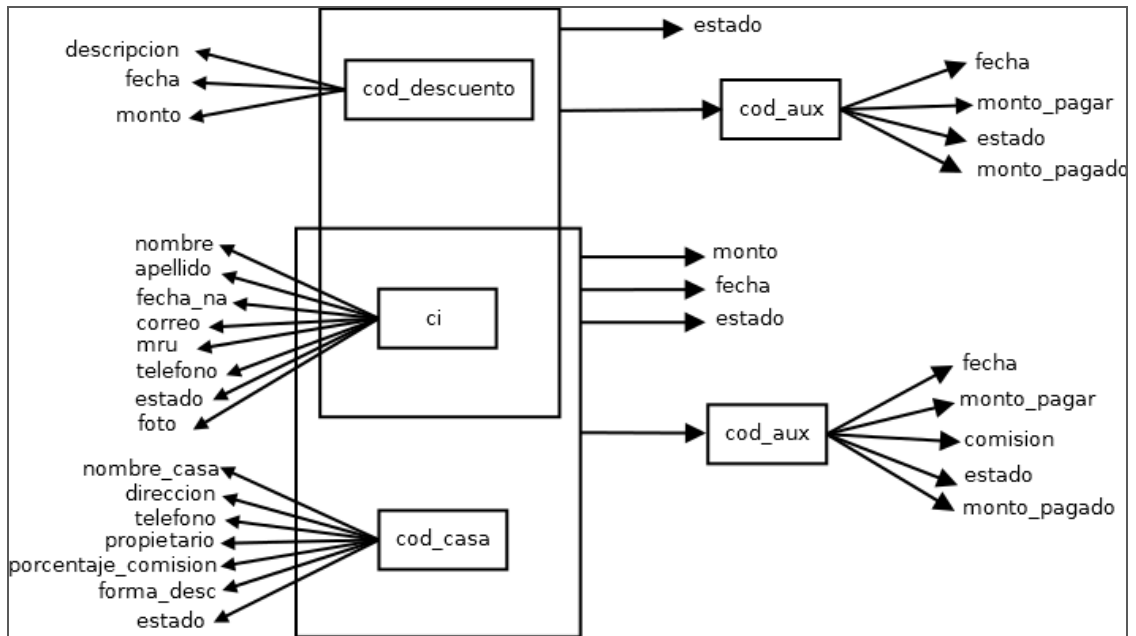 descripcion
fecha
monto
cod_descuento
estado
cod_aux
fecha
monto_pagar
estado
monto_pagado
nombre
apellido
fecha_na
correo
mru
telefono
estado
foto
ci
monto
fecha
estado
cod_aux
fecha
monto_pagar
comision
estado
monto_pagado
nombre_casa
direccion
telefono
propietario
porcentaje_comision
forma_desc
estado
cod_casa